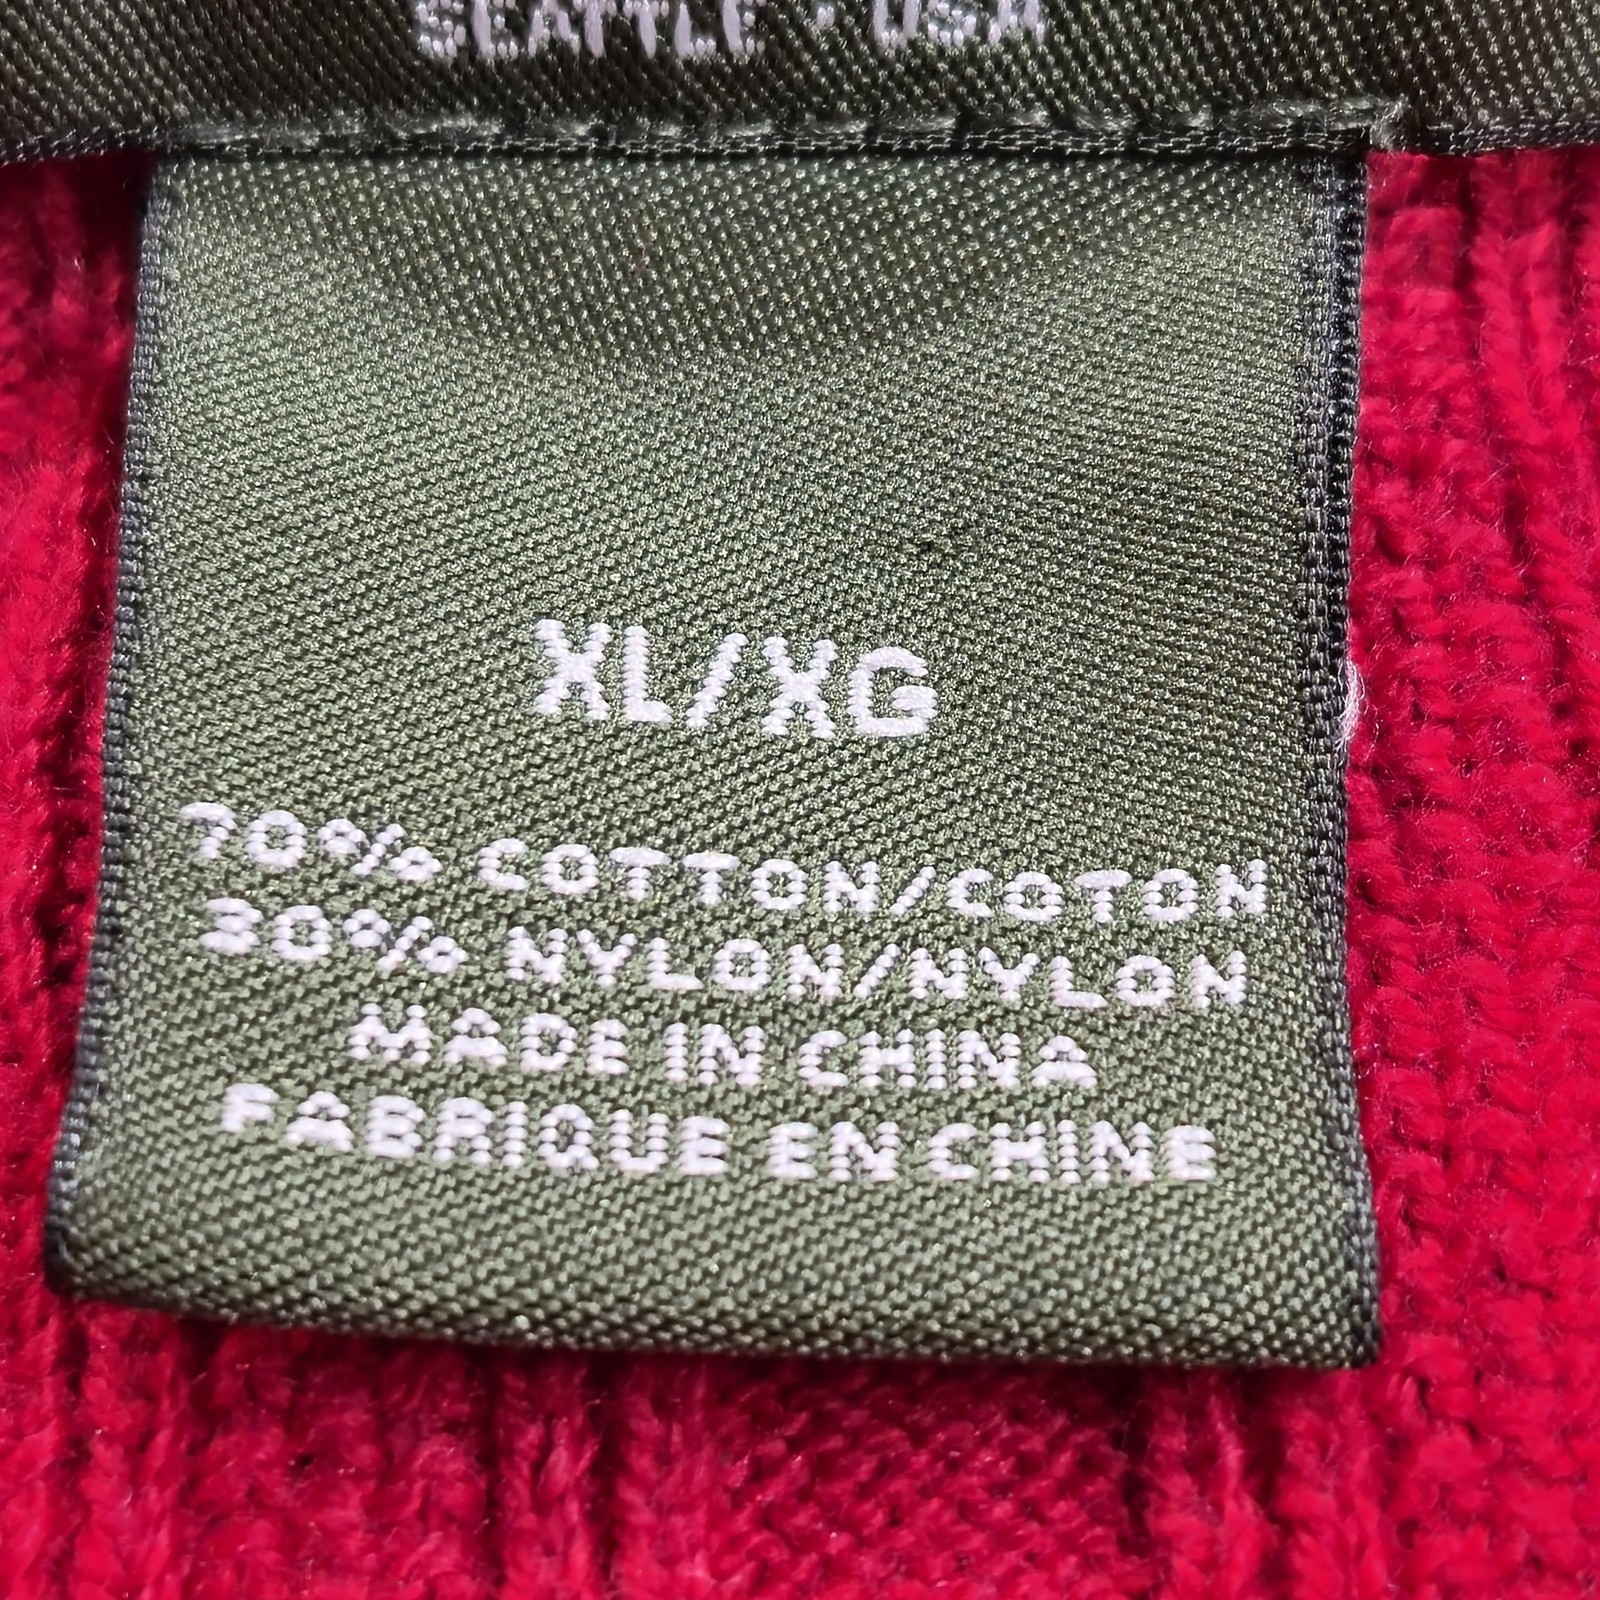 SEATTLE · USA
XL/XG
70% COTTON/COTON
30% NYLON/NYLON
MADE IN CHINA
FABRIQUE EN CHINE